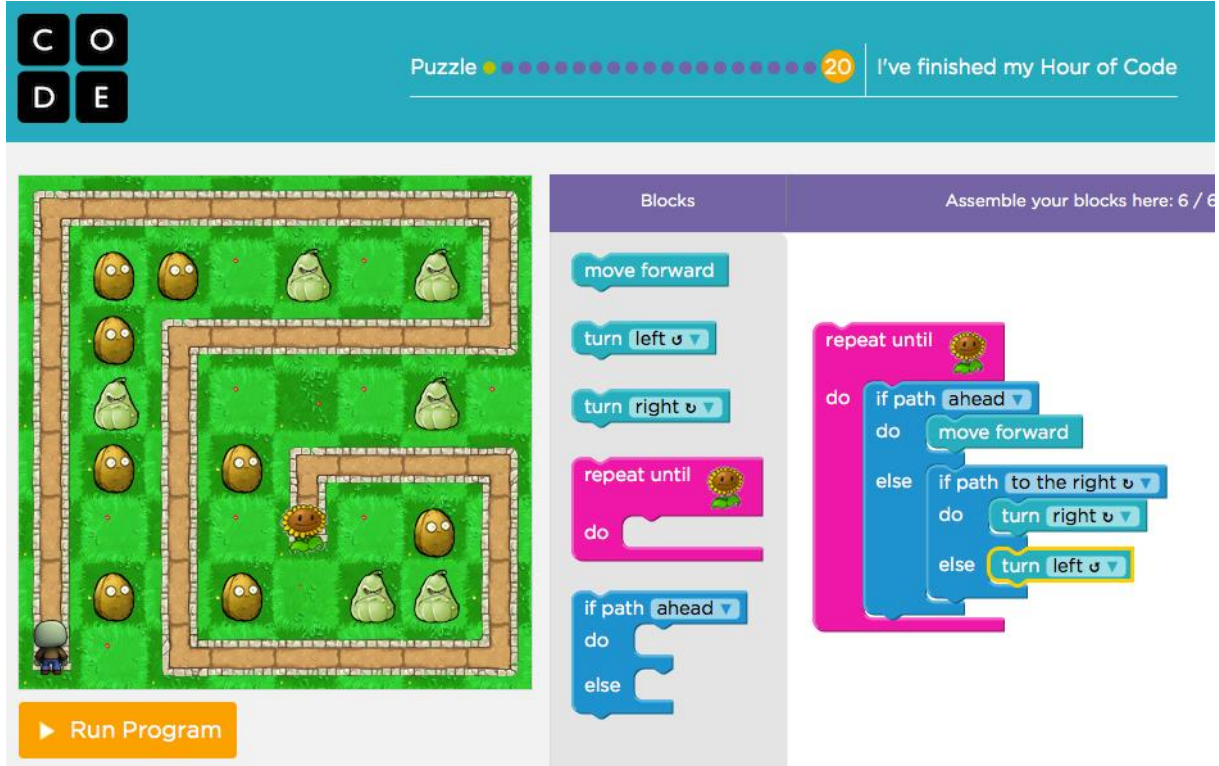 C O
D E
Puzzle 20 I've finished my Hour of Code
Blocks
Assemble your blocks here: 6 / 6
move forward
turn left ↺ ▼
turn right ↻ ▼
repeat until
do
if path ahead ▼
do
else
repeat until
do if path ahead ▼
do move forward
else if path to the right ↻ ▼
do turn right ↻ ▼
else turn left ↺ ▼
Run Program